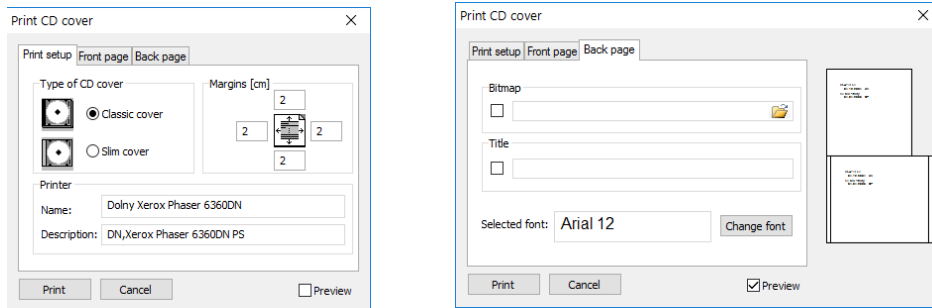 Print CD cover
Print setup Front page Back page
Type of CD cover
Classic cover
Slim cover
Margins [cm]
2
2 2
2
Printer
Name: Dolny Xerox Phaser 6360DN
Description: DN,Xerox Phaser 6360DN PS
Print Cancel Preview
Print CD cover
Print setup Front page Back page
Bitmap
Title
Selected font: Arial 12 Change font
Print Cancel Preview